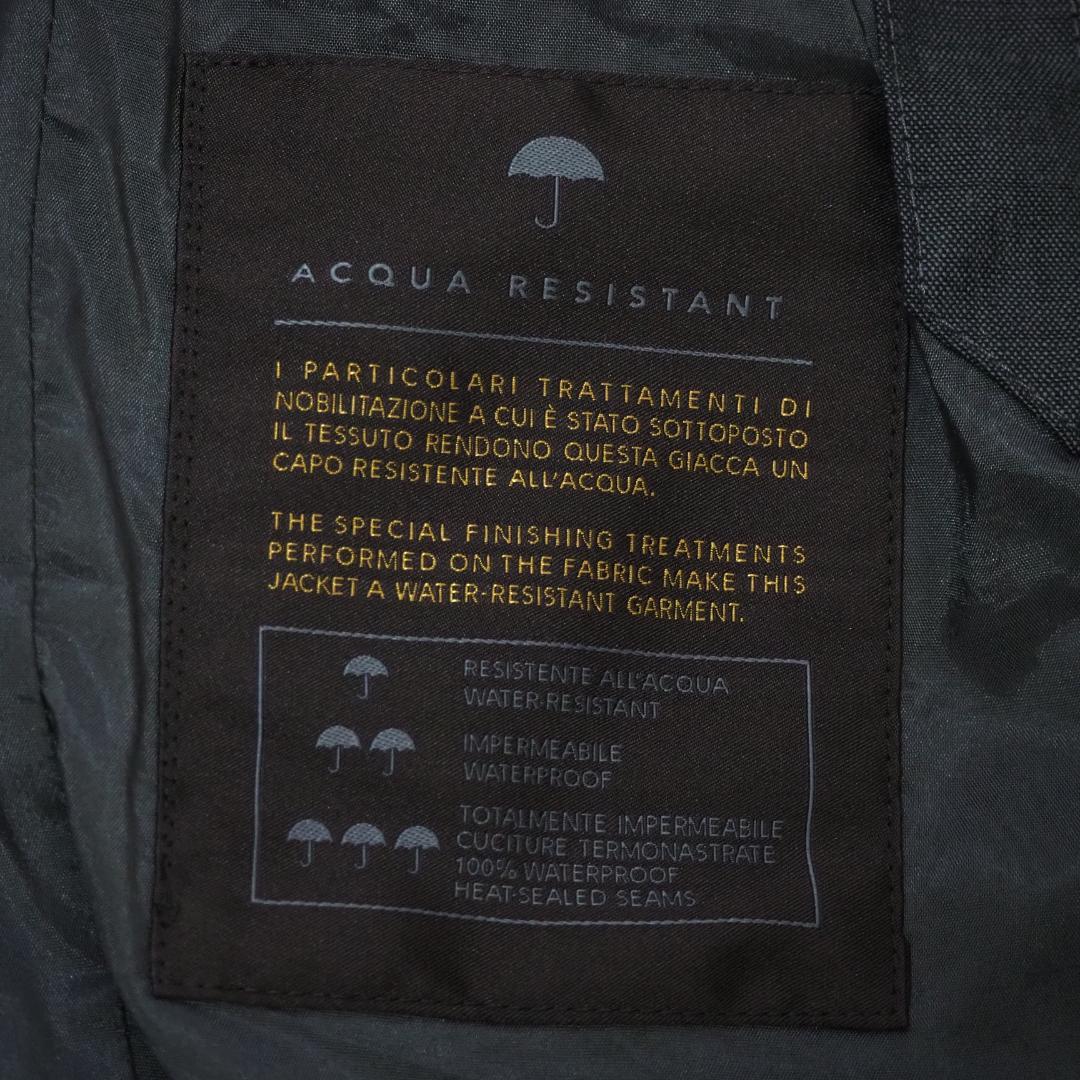 ACQUA RESISTANT
I PARTICOLARI TRATTAMENTI DI
NOBILITAZIONE A CUI È STATO SOTTOPOSTO
IL TESSUTO RENDONO QUESTA GIACCA UN
CAPO RESISTENTE ALL'ACQUA.
THE SPECIAL FINISHING TREATMENTS
PERFORMED ON THE FABRIC MAKE THIS
JACKET A WATER-RESISTANT GARMENT.
RESISTENTE ALL'ACQUA
WATER-RESISTANT
IMPERMEABILE
WATERPROOF
TOTALMENTE IMPERMEABILE
CUCITURE TERMONASTRATE
100% WATERPROOF
HEAT-SEALED SEAMS